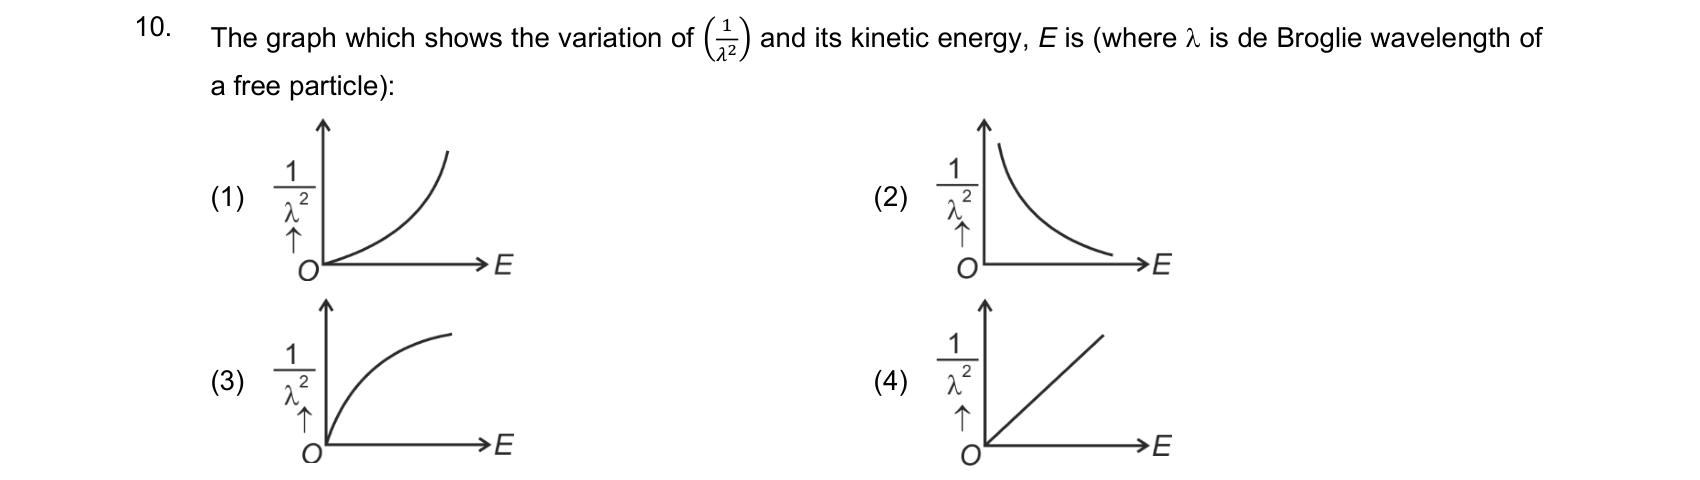 10. The graph which shows the variation of (1/λ²) and its kinetic energy, E is (where λ is de Broglie wavelength of
a free particle):
(1) 1/λ² ↑ O E
(2) 1/λ² ↑ O E
(3) 1/λ² ↑ O E
(4) 1/λ² ↑ O E